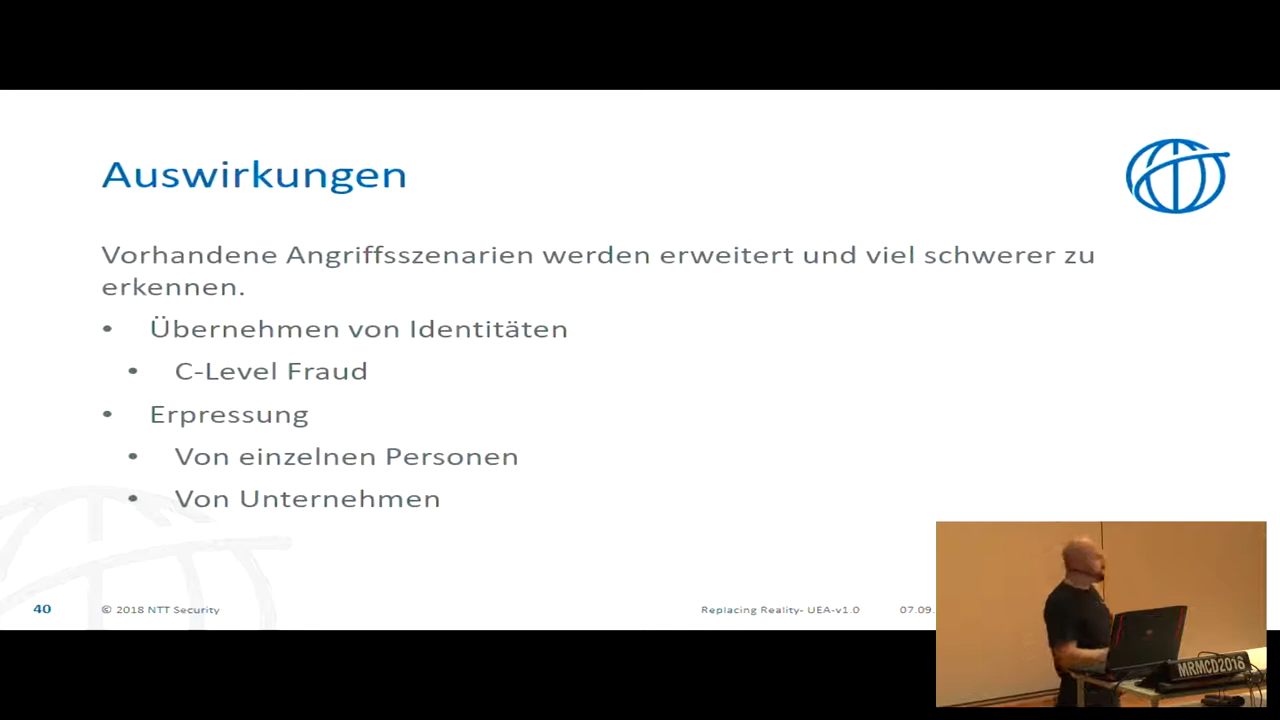 Auswirkungen
Vorhandene Angriffsszenarien werden erweitert und viel schwerer zu
erkennen.
• Übernehmen von Identitäten
• C-Level Fraud
• Erpressung
• Von einzelnen Personen
• Von Unternehmen
40 © 2018 NTT Security Replacing Reality- UEA-v1.0 07.09.
MRMCD2018